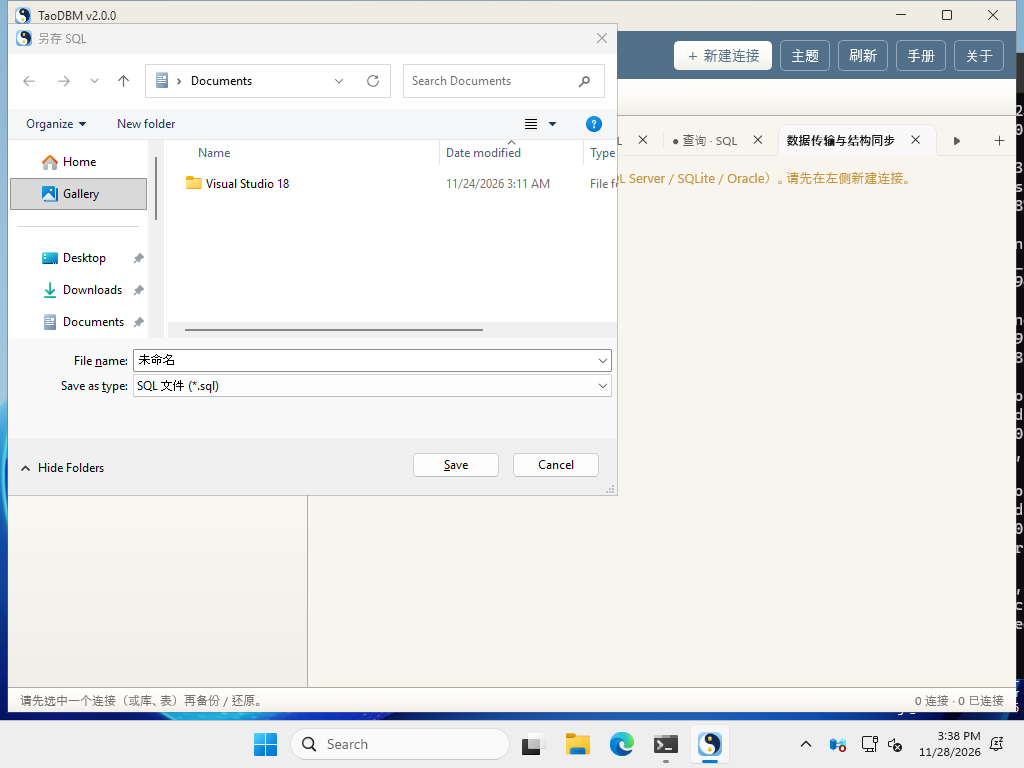 TaoDBM v2.0.0
另存 SQL
+ 新建连接
主题
刷新
手册
关于
Documents
Search Documents
Organize
New folder
查询 · SQL
数据传输与结构同步
Home
Gallery
Desktop
Downloads
Documents
Name
Date modified
Type
Visual Studio 18
11/24/2026 3:11 AM
File f
L Server / SQLite / Oracle）。请先在左侧新建连接。
File name:
未命名
Save as type:
SQL 文件 (*.sql)
Hide Folders
Save
Cancel
请先选中一个连接（或库、表）再备份 / 还原。
0 连接 · 0 已连接
Search
3:38 PM
11/28/2026